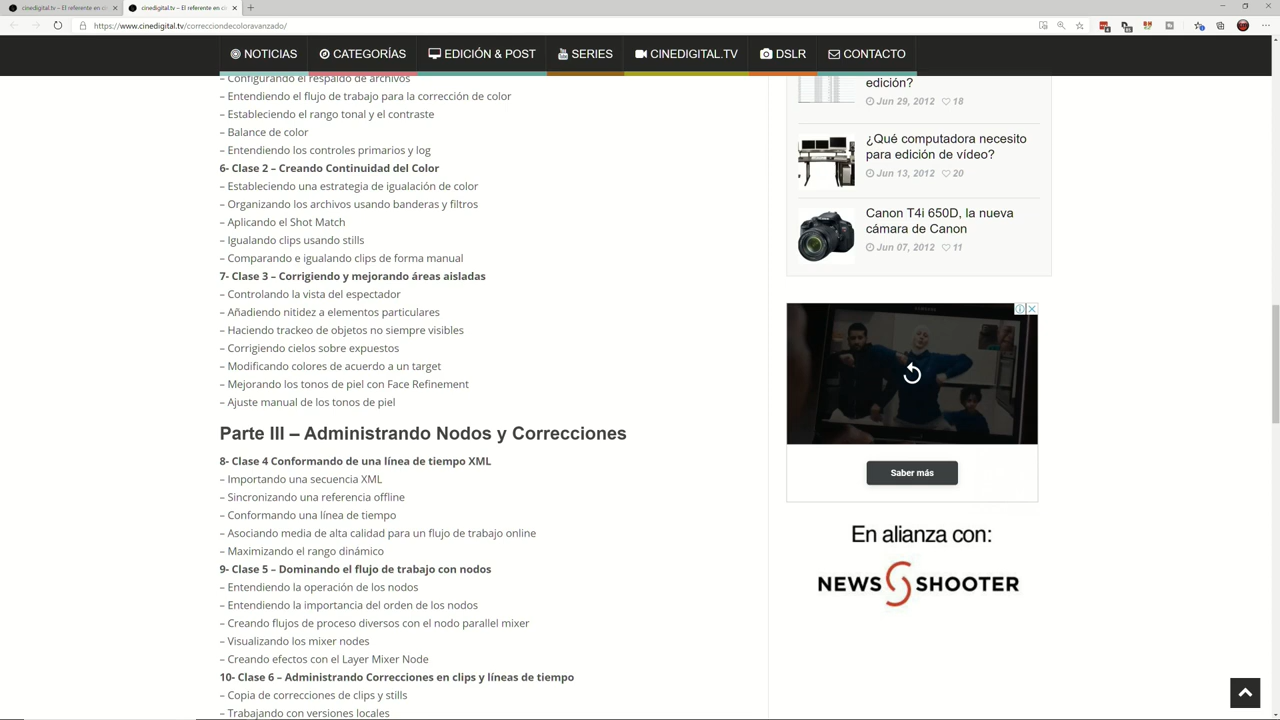 cinedigital.tv – El referente en ci
cinedigital.tv – El referente en ci
https://www.cinedigital.tv/correcciondecoloravanzado/
NOTICIAS
CATEGORÍAS
EDICIÓN & POST
SERIES
CINEDIGITAL.TV
DSLR
CONTACTO
– Configurando el respaldo de archivos
– Entendiendo el flujo de trabajo para la corrección de color
– Estableciendo el rango tonal y el contraste
– Balance de color
– Entendiendo los controles primarios y log
6- Clase 2 – Creando Continuidad del Color
– Estableciendo una estrategia de igualación de color
– Organizando los archivos usando banderas y filtros
– Aplicando el Shot Match
– Igualando clips usando stills
– Comparando e igualando clips de forma manual
7- Clase 3 – Corrigiendo y mejorando áreas aisladas
– Controlando la vista del espectador
– Añadiendo nitidez a elementos particulares
– Haciendo trackeo de objetos no siempre visibles
– Corrigiendo cielos sobre expuestos
– Modificando colores de acuerdo a un target
– Mejorando los tonos de piel con Face Refinement
– Ajuste manual de los tonos de piel
Parte III – Administrando Nodos y Correcciones
8- Clase 4 Conformando de una línea de tiempo XML
– Importando una secuencia XML
– Sincronizando una referencia offline
– Conformando una línea de tiempo
– Asociando media de alta calidad para un flujo de trabajo online
– Maximizando el rango dinámico
9- Clase 5 – Dominando el flujo de trabajo con nodos
– Entendiendo la operación de los nodos
– Entendiendo la importancia del orden de los nodos
– Creando flujos de proceso diversos con el nodo parallel mixer
– Visualizando los mixer nodes
– Creando efectos con el Layer Mixer Node
10- Clase 6 – Administrando Correcciones en clips y líneas de tiempo
– Copia de correcciones de clips y stills
– Trabajando con versiones locales
edición?
Jun 29, 2012 18
¿Qué computadora necesito
para edición de vídeo?
Jun 13, 2012 20
Canon T4i 650D, la nueva
cámara de Canon
Jun 07, 2012 11
Saber más
En alianza con:
NEWS SHOOTER